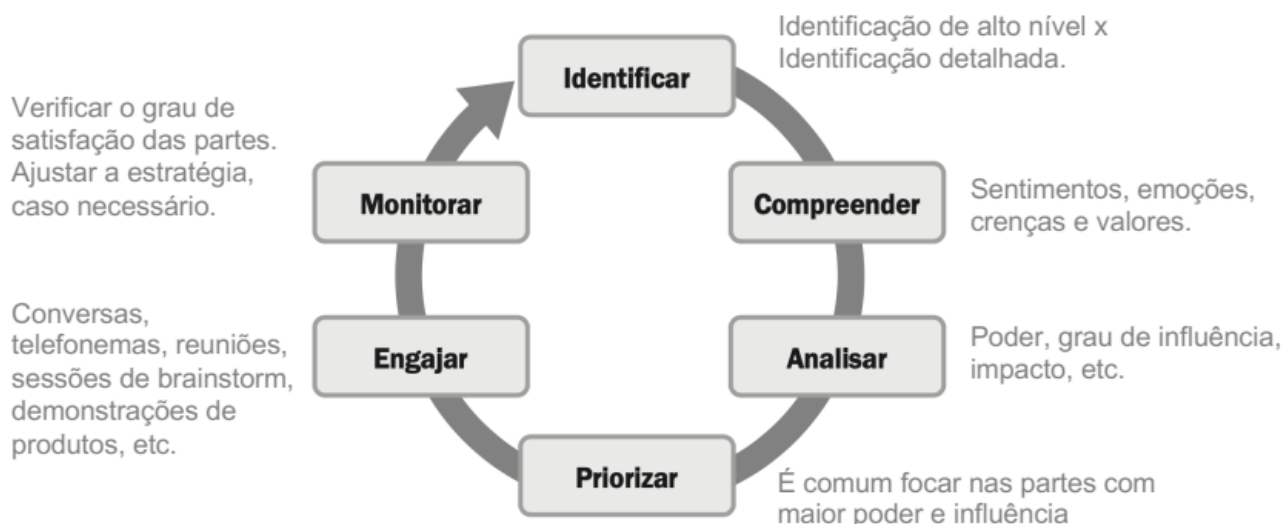 Identificar
Identificação de alto nível x
Identificação detalhada.
Compreender
Sentimentos, emoções,
crenças e valores.
Analisar
Poder, grau de influência,
impacto, etc.
Priorizar
É comum focar nas partes com
maior poder e influência
Engajar
Conversas,
telefonemas, reuniões,
sessões de brainstorm,
demonstrações de
produtos, etc.
Monitorar
Verificar o grau de
satisfação das partes.
Ajustar a estratégia,
caso necessário.